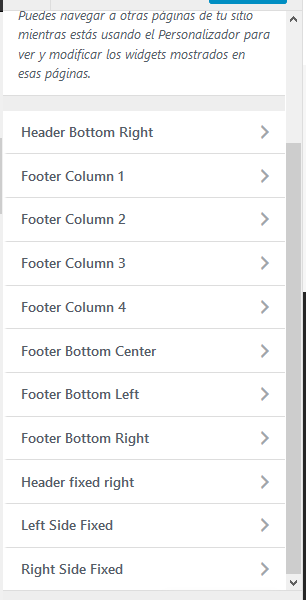 Puedes navegar a otras páginas de tu sitio
mientras estás usando el Personalizador para
ver y modificar los widgets mostrados en
esas páginas.
Header Bottom Right
Footer Column 1
Footer Column 2
Footer Column 3
Footer Column 4
Footer Bottom Center
Footer Bottom Left
Footer Bottom Right
Header fixed right
Left Side Fixed
Right Side Fixed